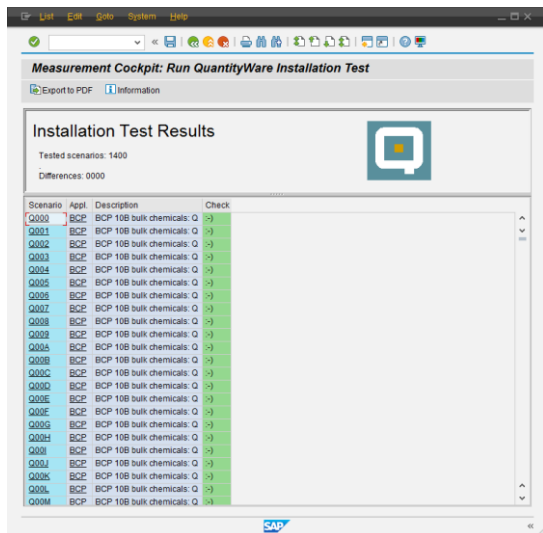 List Edit Goto System Help
Measurement Cockpit: Run QuantityWare Installation Test
Export to PDF Information
Installation Test Results
Tested scenarios: 1400
Differences: 0000
Scenario Appl. Description Check
Q000 BCP BCP 10B bulk chemicals: Q :-)
Q001 BCP BCP 10B bulk chemicals: Q :-)
Q002 BCP BCP 10B bulk chemicals: Q :-)
Q003 BCP BCP 10B bulk chemicals: Q :-)
Q004 BCP BCP 10B bulk chemicals: Q :-)
Q005 BCP BCP 10B bulk chemicals: Q :-)
Q006 BCP BCP 10B bulk chemicals: Q :-)
Q007 BCP BCP 10B bulk chemicals: Q :-)
Q008 BCP BCP 10B bulk chemicals: Q :-)
Q009 BCP BCP 10B bulk chemicals: Q :-)
Q00A BCP BCP 10B bulk chemicals: Q :-)
Q00B BCP BCP 10B bulk chemicals: Q :-)
Q00C BCP BCP 10B bulk chemicals: Q :-)
Q00D BCP BCP 10B bulk chemicals: Q :-)
Q00E BCP BCP 10B bulk chemicals: Q :-)
Q00F BCP BCP 10B bulk chemicals: Q :-)
Q00G BCP BCP 10B bulk chemicals: Q :-)
Q00H BCP BCP 10B bulk chemicals: Q :-)
Q00I BCP BCP 10B bulk chemicals: Q :-)
Q00J BCP BCP 10B bulk chemicals: Q :-)
Q00K BCP BCP 10B bulk chemicals: Q :-)
Q00L BCP BCP 10B bulk chemicals: Q :-)
Q00M BCP BCP 10B bulk chemicals: Q :-)
SAP